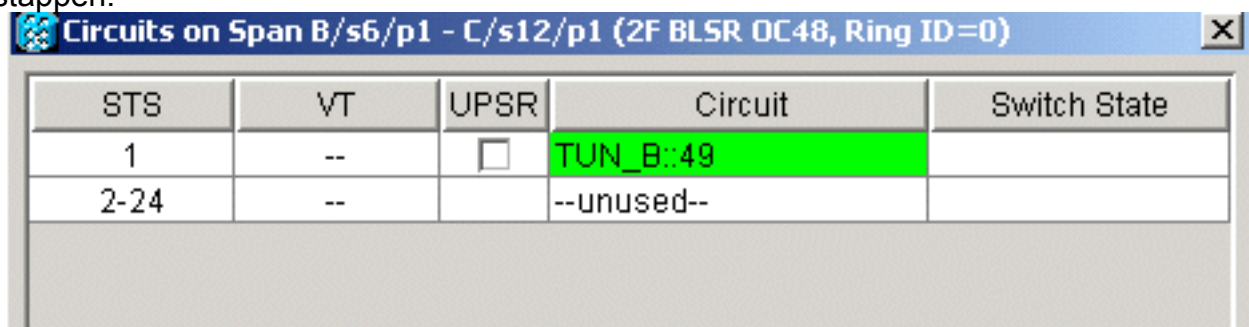 stappen.
Circuits on Span B/s6/p1 - C/s12/p1 (2F BLSR OC48, Ring ID=0)
STS VT UPSR Circuit Switch State
1 -- TUN_B::49
2-24 -- --unused--